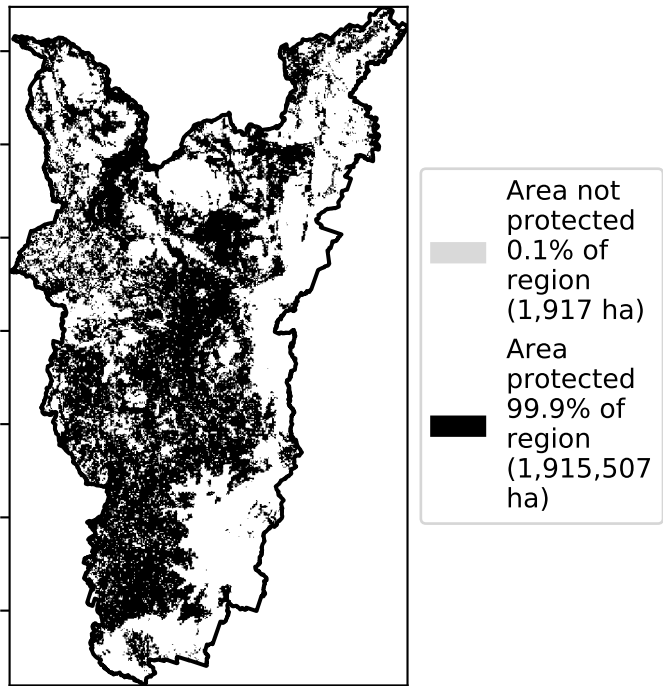 Area not
protected
0.1% of
region
(1,917 ha)
Area
protected
99.9% of
region
(1,915,507
ha)